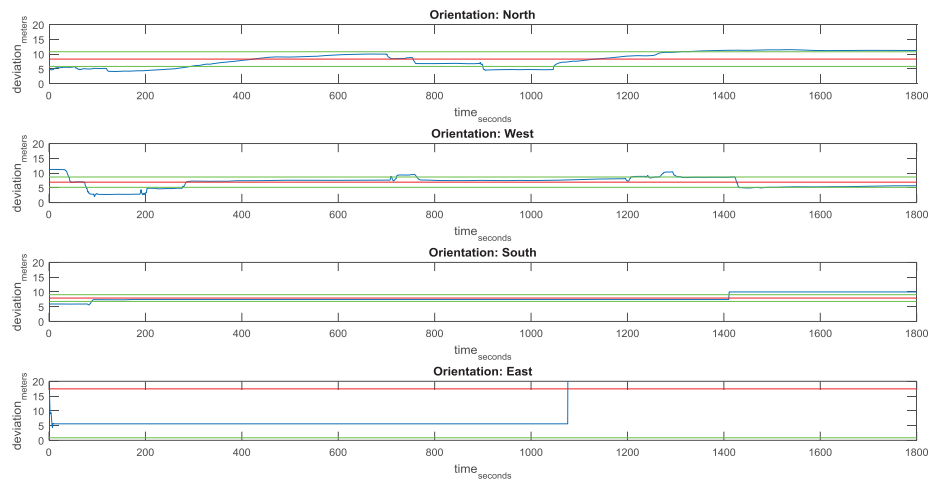 Orientation: North
20
15
10
5
0
deviation meters
0 200 400 600 800 1000 1200 1400 1600 1800
time seconds
Orientation: West
20
15
10
5
0
deviation meters
0 200 400 600 800 1000 1200 1400 1600 1800
time seconds
Orientation: South
20
15
10
5
0
deviation meters
0 200 400 600 800 1000 1200 1400 1600 1800
time seconds
Orientation: East
20
15
10
5
0
deviation meters
0 200 400 600 800 1000 1200 1400 1600 1800
time seconds